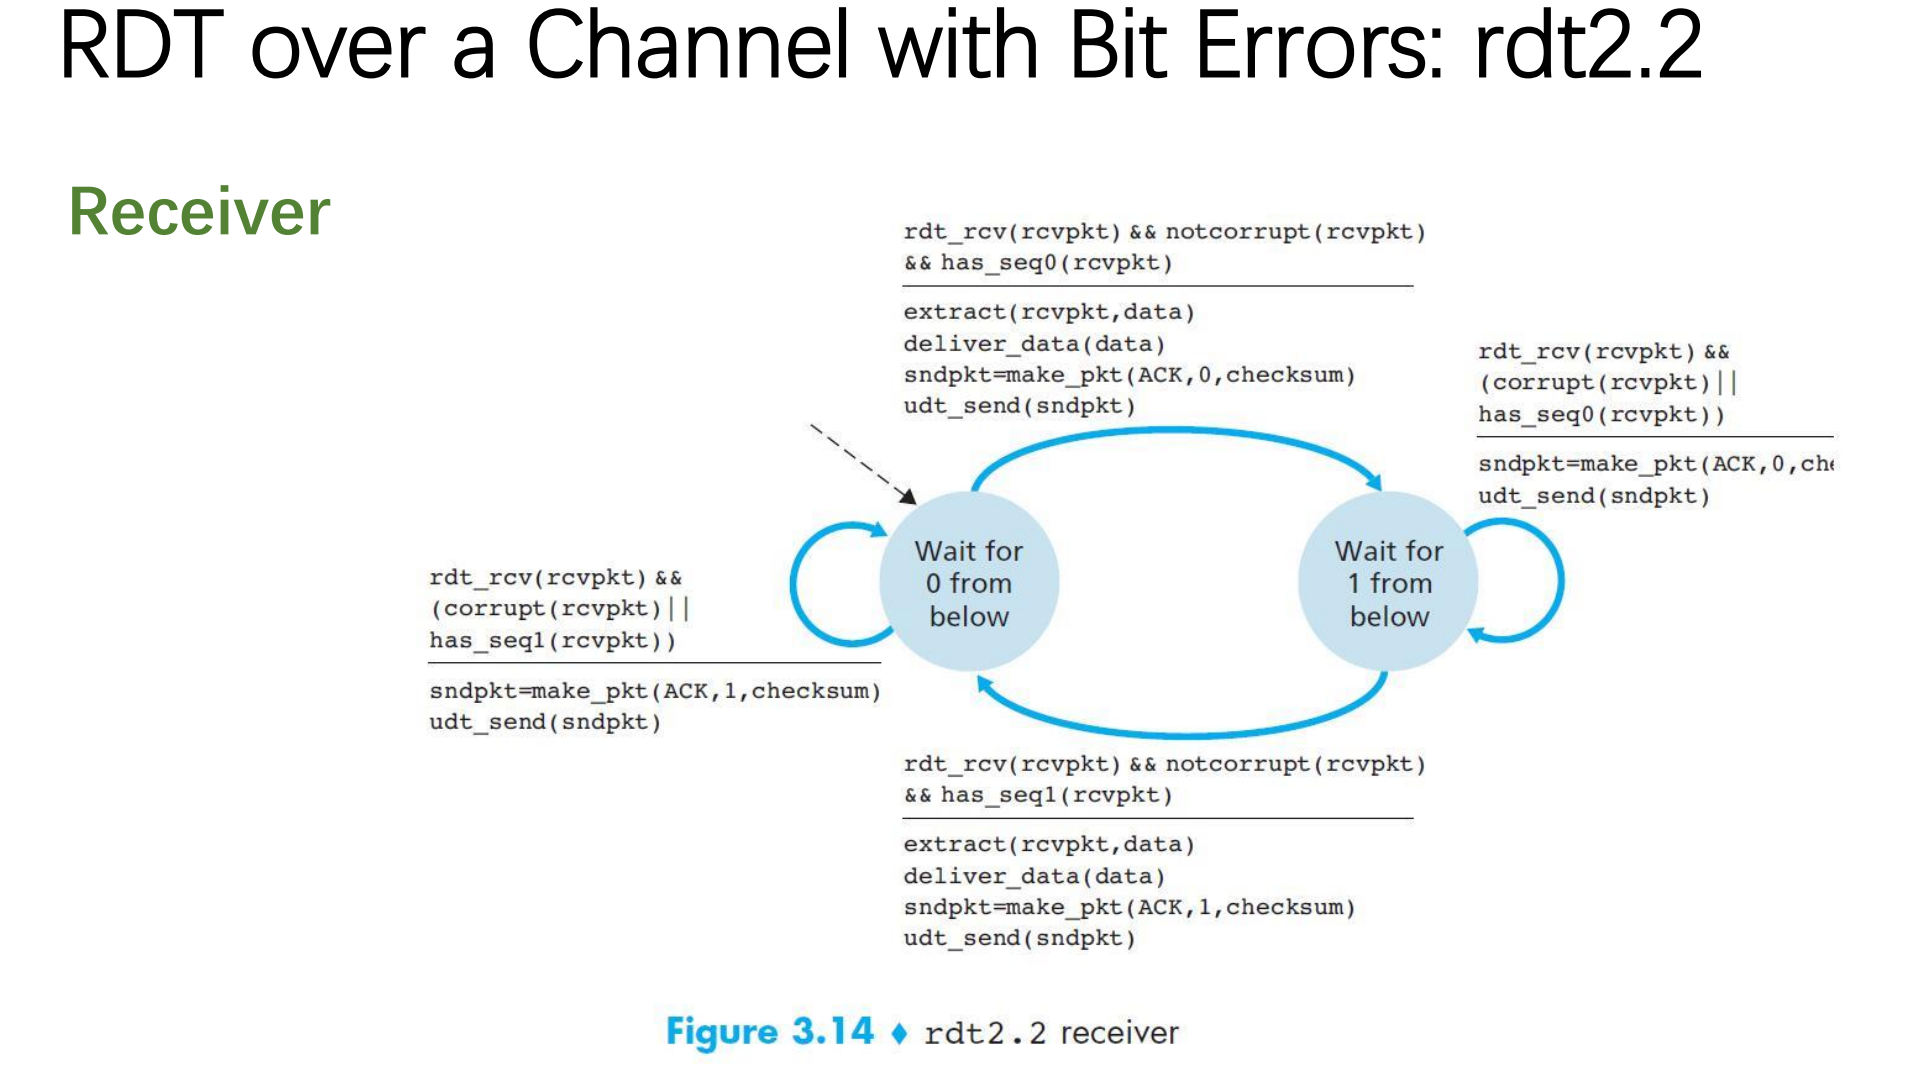 RDT over a Channel with Bit Errors: rdt2.2
Receiver
rdt_rcv(rcvpkt) && notcorrupt(rcvpkt)
&& has_seq0(rcvpkt)
extract(rcvpkt,data)
deliver_data(data)
sndpkt=make_pkt(ACK,0,checksum)
udt_send(sndpkt)
rdt_rcv(rcvpkt) &&
(corrupt(rcvpkt)||
has_seq0(rcvpkt))
sndpkt=make_pkt(ACK,0,che
udt_send(sndpkt)
Wait for
0 from
below
Wait for
1 from
below
rdt_rcv(rcvpkt) &&
(corrupt(rcvpkt)||
has_seq1(rcvpkt))
sndpkt=make_pkt(ACK,1,checksum)
udt_send(sndpkt)
rdt_rcv(rcvpkt) && notcorrupt(rcvpkt)
&& has_seq1(rcvpkt)
extract(rcvpkt,data)
deliver_data(data)
sndpkt=make_pkt(ACK,1,checksum)
udt_send(sndpkt)
Figure 3.14 ♦ rdt2.2 receiver